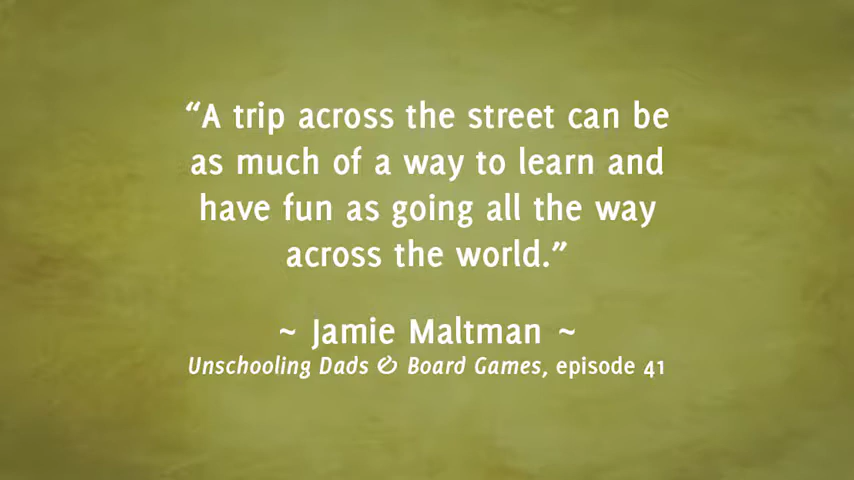 “A trip across the street can be
as much of a way to learn and
have fun as going all the way
across the world.”
~ Jamie Maltman ~
Unschooling Dads & Board Games, episode 41